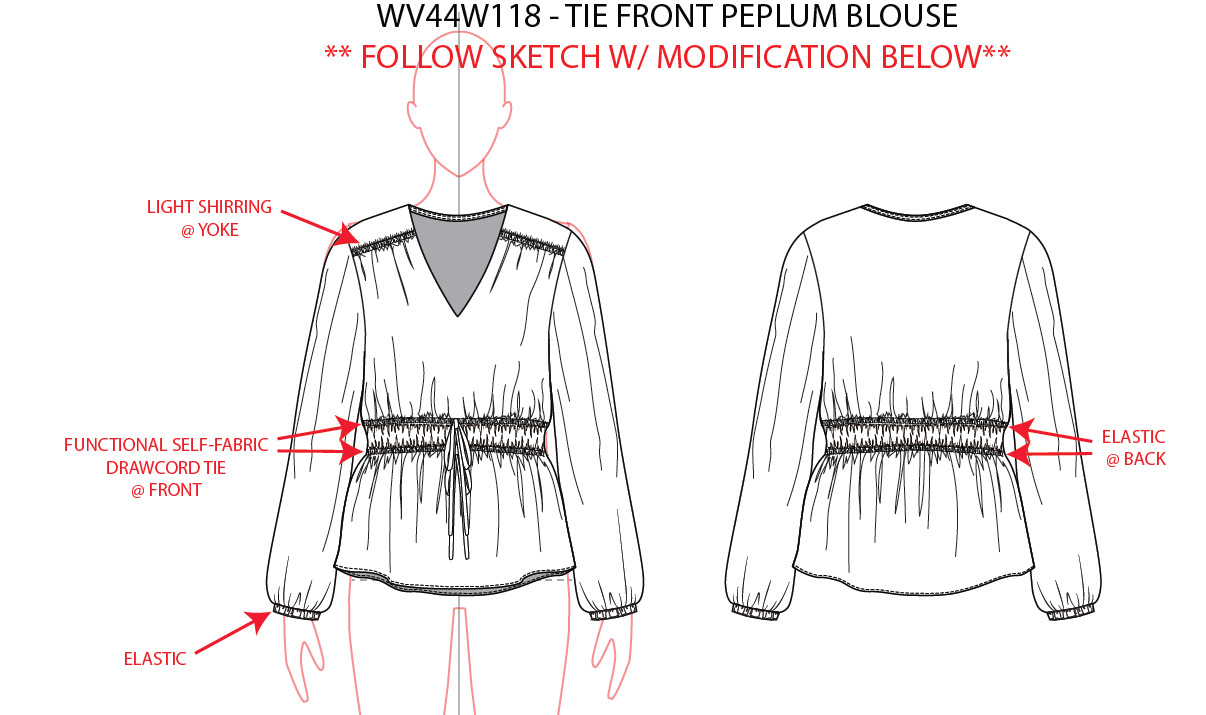 WV44W118 - TIE FRONT PEPLUM BLOUSE
** FOLLOW SKETCH W/ MODIFICATION BELOW**
LIGHT SHIRRING
@ YOKE
FUNCTIONAL SELF-FABRIC
DRAWCORD TIE
@ FRONT
ELASTIC
@ BACK
ELASTIC